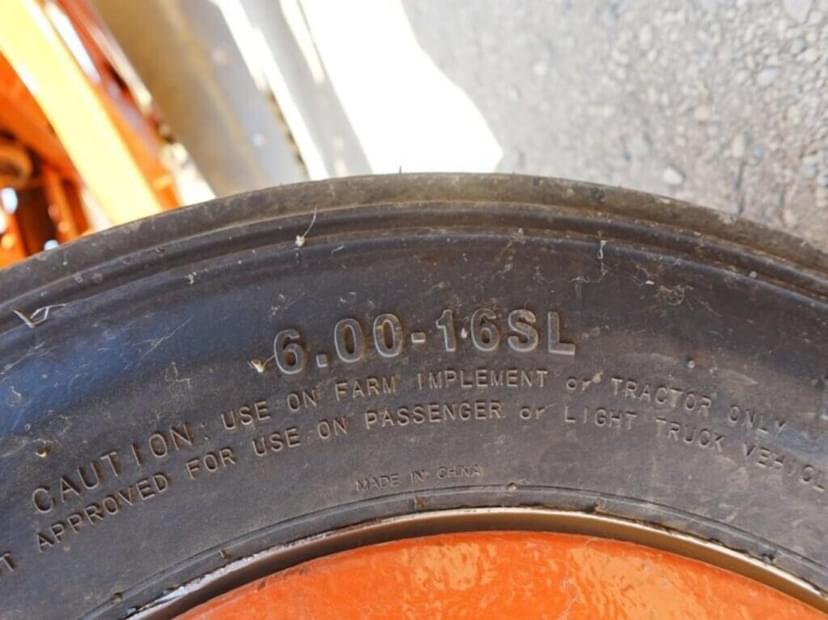 6.00-16SL
CAUTION: USE ON FARM IMPLEMENT or TRACTOR ONLY
APPROVED FOR USE ON PASSENGER or LIGHT TRUCK
MADE IN CHINA